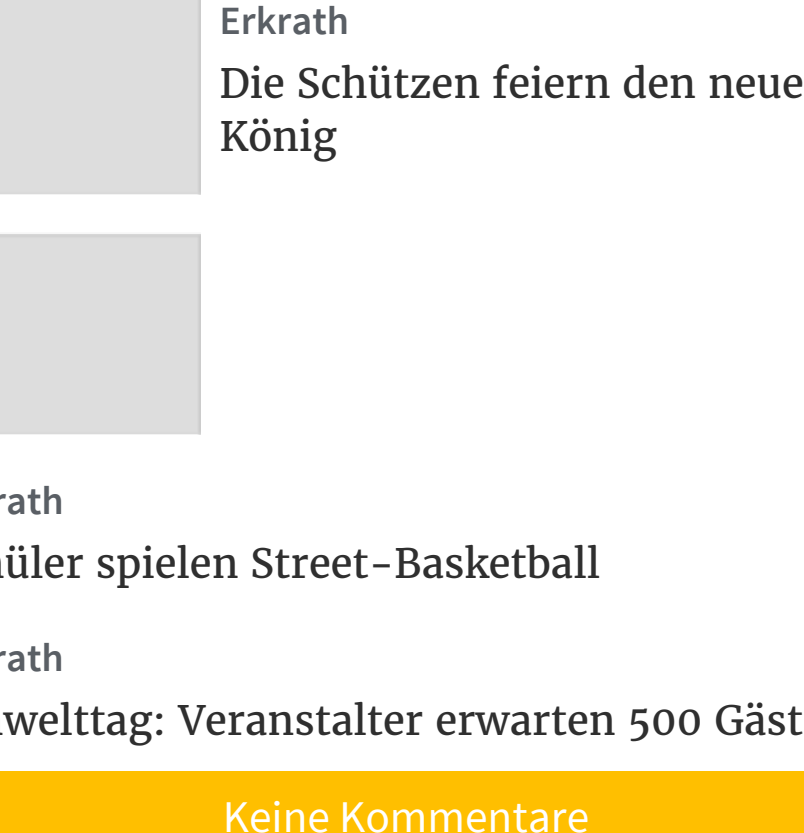 Erkrath
Die Schützen feiern den neue
König
rath
üler spielen Street-Basketball
rath
welttag: Veranstalter erwarten 500 Gäst
Keine Kommentare